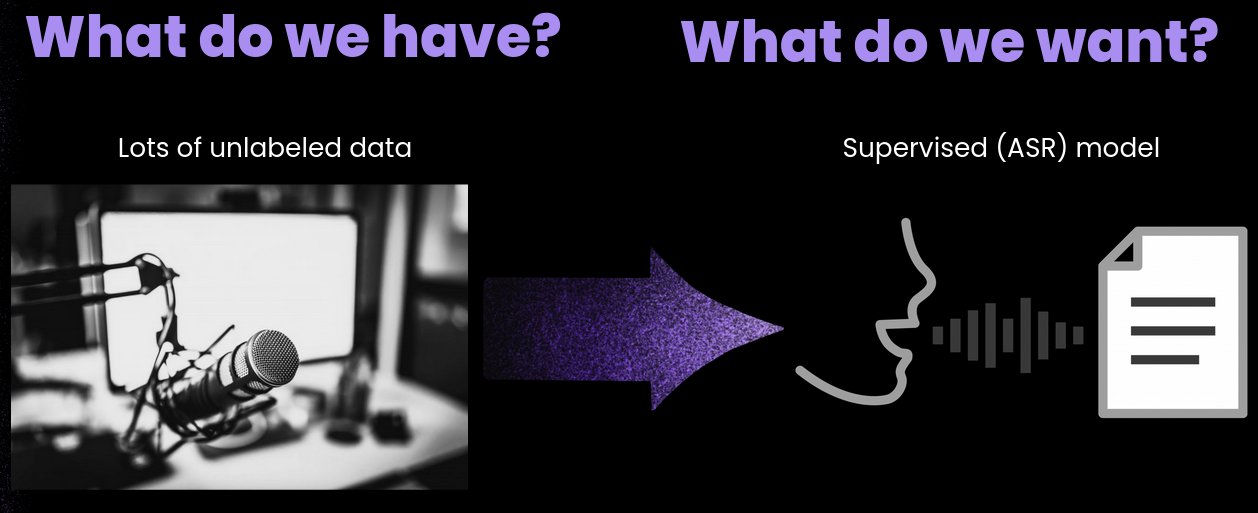 What do we have?
What do we want?
Lots of unlabeled data
Supervised (ASR) model